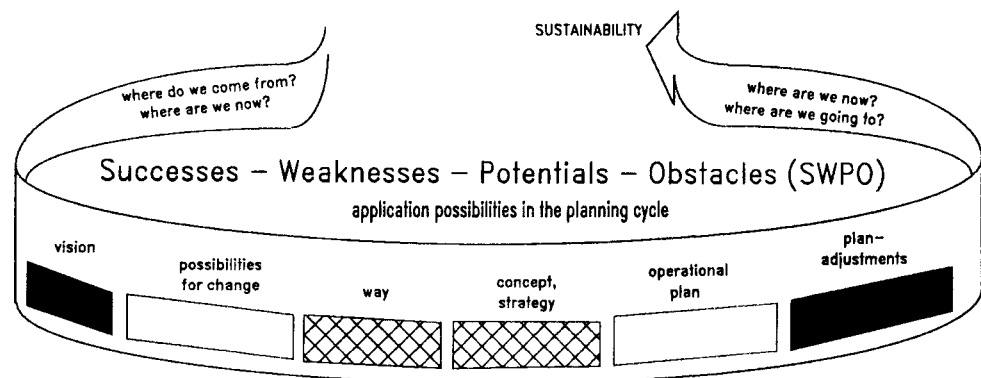 SUSTAINABILITY
where do we come from?
where are we now?
where are we now?
where are we going to?
Successes – Weaknesses – Potentials – Obstacles (SWPO)
application possibilities in the planning cycle
vision
possibilities
for change
way
concept,
strategy
operational
plan
plan-
adjustments